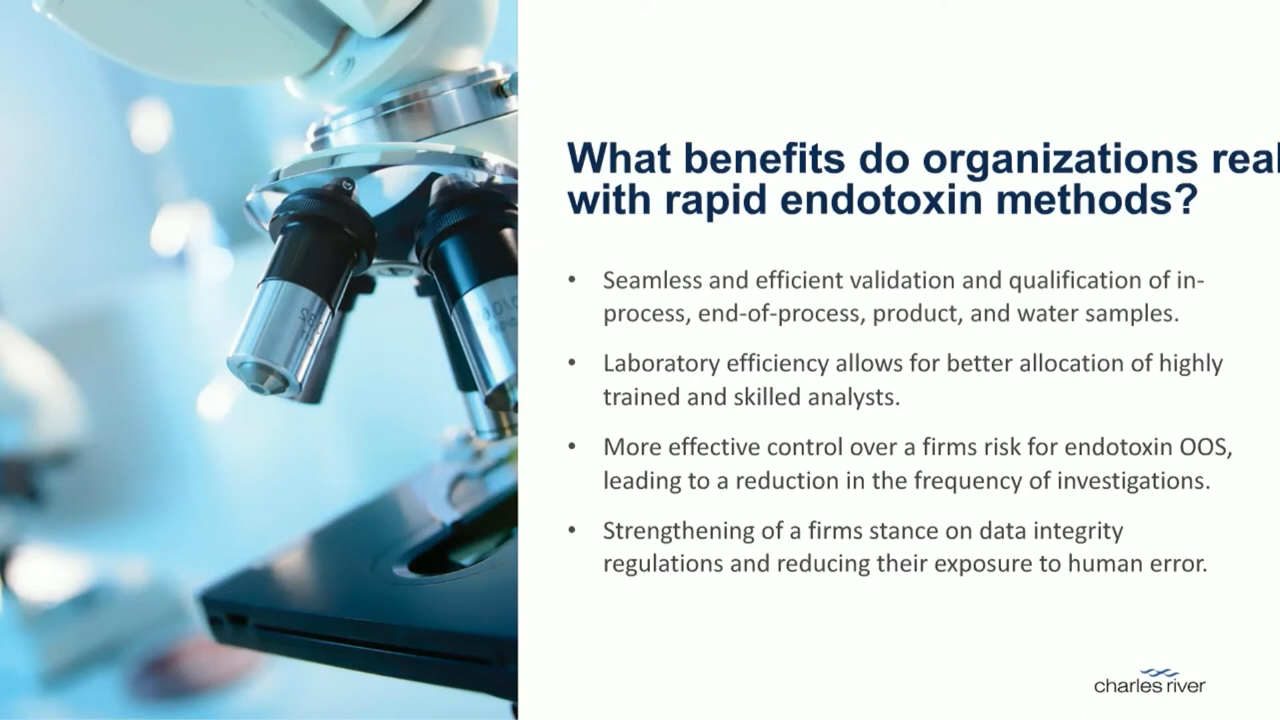 What benefits do organizations real
with rapid endotoxin methods?
• Seamless and efficient validation and qualification of in-
process, end-of-process, product, and water samples.
• Laboratory efficiency allows for better allocation of highly
trained and skilled analysts.
• More effective control over a firms risk for endotoxin OOS,
leading to a reduction in the frequency of investigations.
• Strengthening of a firms stance on data integrity
regulations and reducing their exposure to human error.
charles river